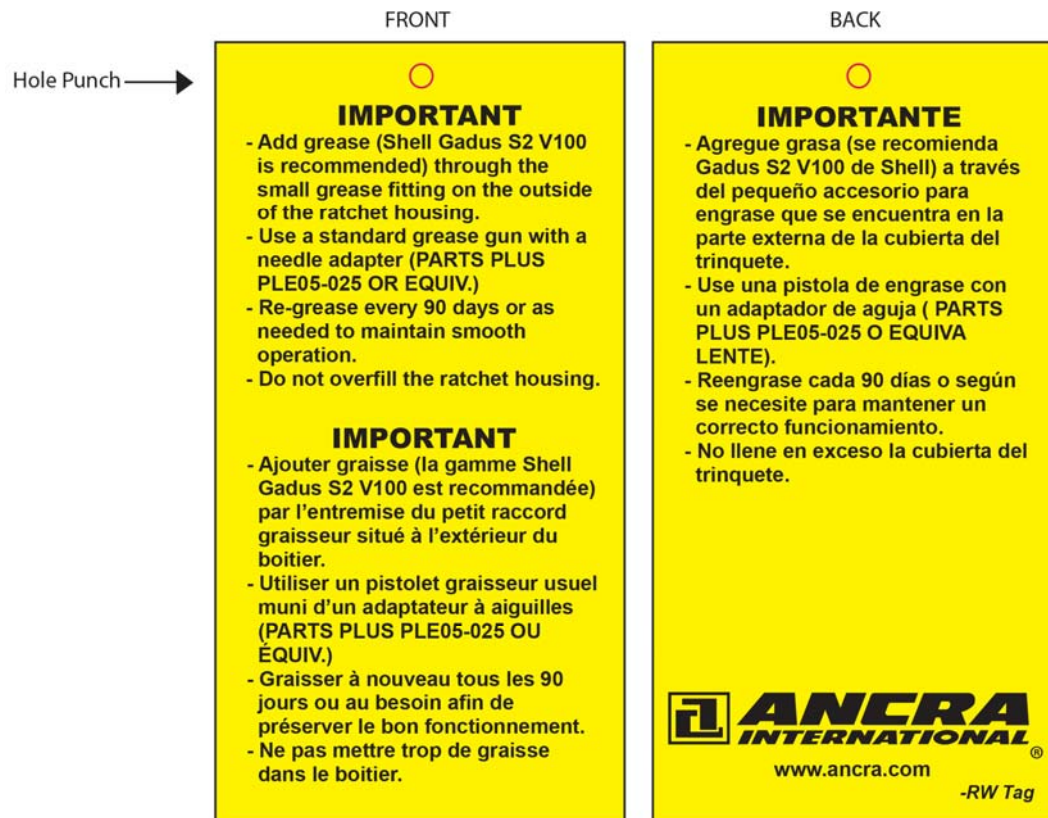 FRONT
Hole Punch
IMPORTANT
- Add grease (Shell Gadus S2 V100
is recommended) through the
small grease fitting on the outside
of the ratchet housing.
- Use a standard grease gun with a
needle adapter (PARTS PLUS
PLE05-025 OR EQUIV.)
- Re-grease every 90 days or as
needed to maintain smooth
operation.
- Do not overfill the ratchet housing.
IMPORTANT
- Ajouter graisse (la gamme Shell
Gadus S2 V100 est recommandée)
par l’entremise du petit raccord
graisseur situé à l’extérieur du
boitier.
- Utiliser un pistolet graisseur usuel
muni d’un adaptateur à aiguilles
(PARTS PLUS PLE05-025 OU
ÉQUIV.)
- Graisser à nouveau tous les 90
jours ou au besoin afin de
préserver le bon fonctionnement.
- Ne pas mettre trop de graisse
dans le boitier.
BACK
IMPORTANTE
- Agregue grasa (se recomienda
Gadus S2 V100 de Shell) a través
del pequeño accesorio para
engrase que se encuentra en la
parte externa de la cubierta del
trinquete.
- Use una pistola de engrase con
un adaptador de aguja ( PARTS
PLUS PLE05-025 O EQUIVA
LENTE).
- Reengrase cada 90 días o según
se necesite para mantener un
correcto funcionamiento.
- No llene en exceso la cubierta del
trinquete.
ANCRA
INTERNATIONAL®
www.ancra.com
-RW Tag